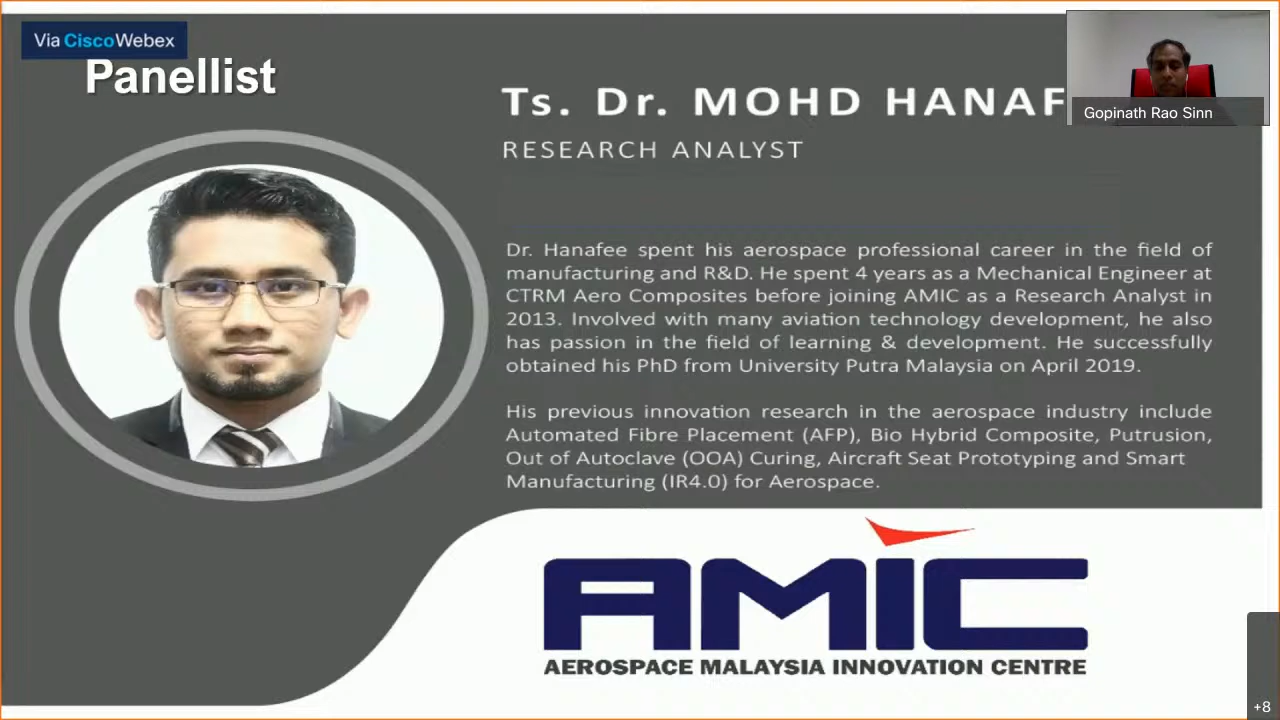 Via CiscoWebex
Panellist
Ts. Dr. MOHD HANAF
Gopinath Rao Sinn
RESEARCH ANALYST
Dr. Hanafee spent his aerospace professional career in the field of
manufacturing and R&D. He spent 4 years as a Mechanical Engineer at
CTRM Aero Composites before joining AMIC as a Research Analyst in
2013. Involved with many aviation technology development, he also
has passion in the field of learning & development. He successfully
obtained his PhD from University Putra Malaysia on April 2019.
His previous innovation research in the aerospace industry include
Automated Fibre Placement (AFP), Bio Hybrid Composite, Putrusion,
Out of Autoclave (OOA) Curing, Aircraft Seat Prototyping and Smart
Manufacturing (IR4.0) for Aerospace.
AMIC
AEROSPACE MALAYSIA INNOVATION CENTRE
+8